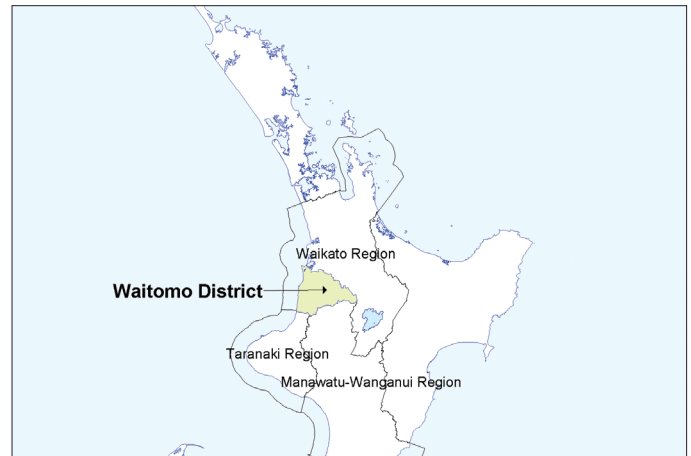 Waikato Region
Waitomo District
Taranaki Region
Manawatu-Wanganui Region